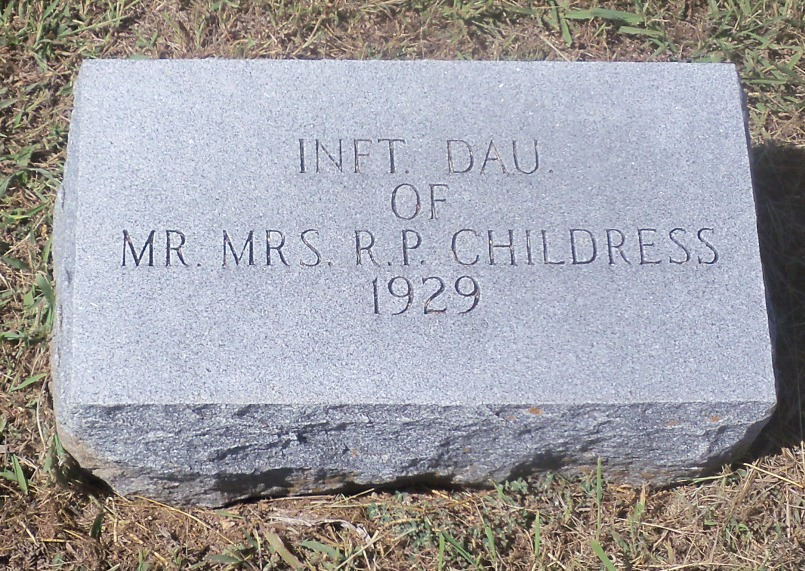 INFT. DAU.
OF
MR. MRS. R.P. CHILDRESS
1929